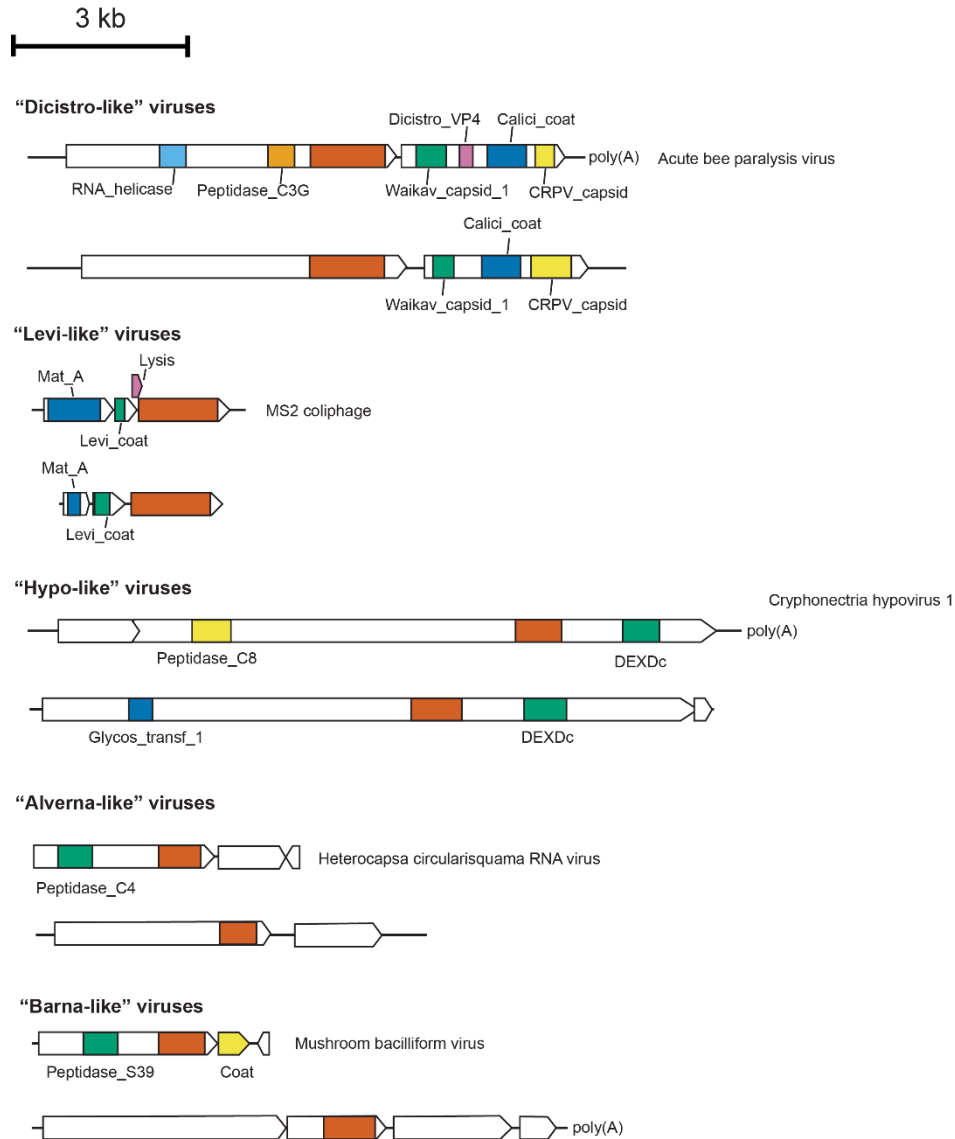 3 kb
“Dicistro-like” viruses
Dicistro_VP4
Calici_coat
poly(A)
Acute bee paralysis virus
RNA_helicase
Peptidase_C3G
Waikav_capsid_1
CRPV_capsid
Calici_coat
Waikav_capsid_1
CRPV_capsid
“Levi-like” viruses
Lysis
Mat_A
MS2 coliphage
Levi_coat
Mat_A
Levi_coat
“Hypo-like” viruses
Cryphonectria hypovirus 1
poly(A)
Peptidase_C8
DEXDc
Glycos_transf_1
DEXDc
“Alverna-like” viruses
Heterocapsa circularisquama RNA virus
Peptidase_C4
“Barna-like” viruses
Mushroom bacilliform virus
Peptidase_S39
Coat
poly(A)